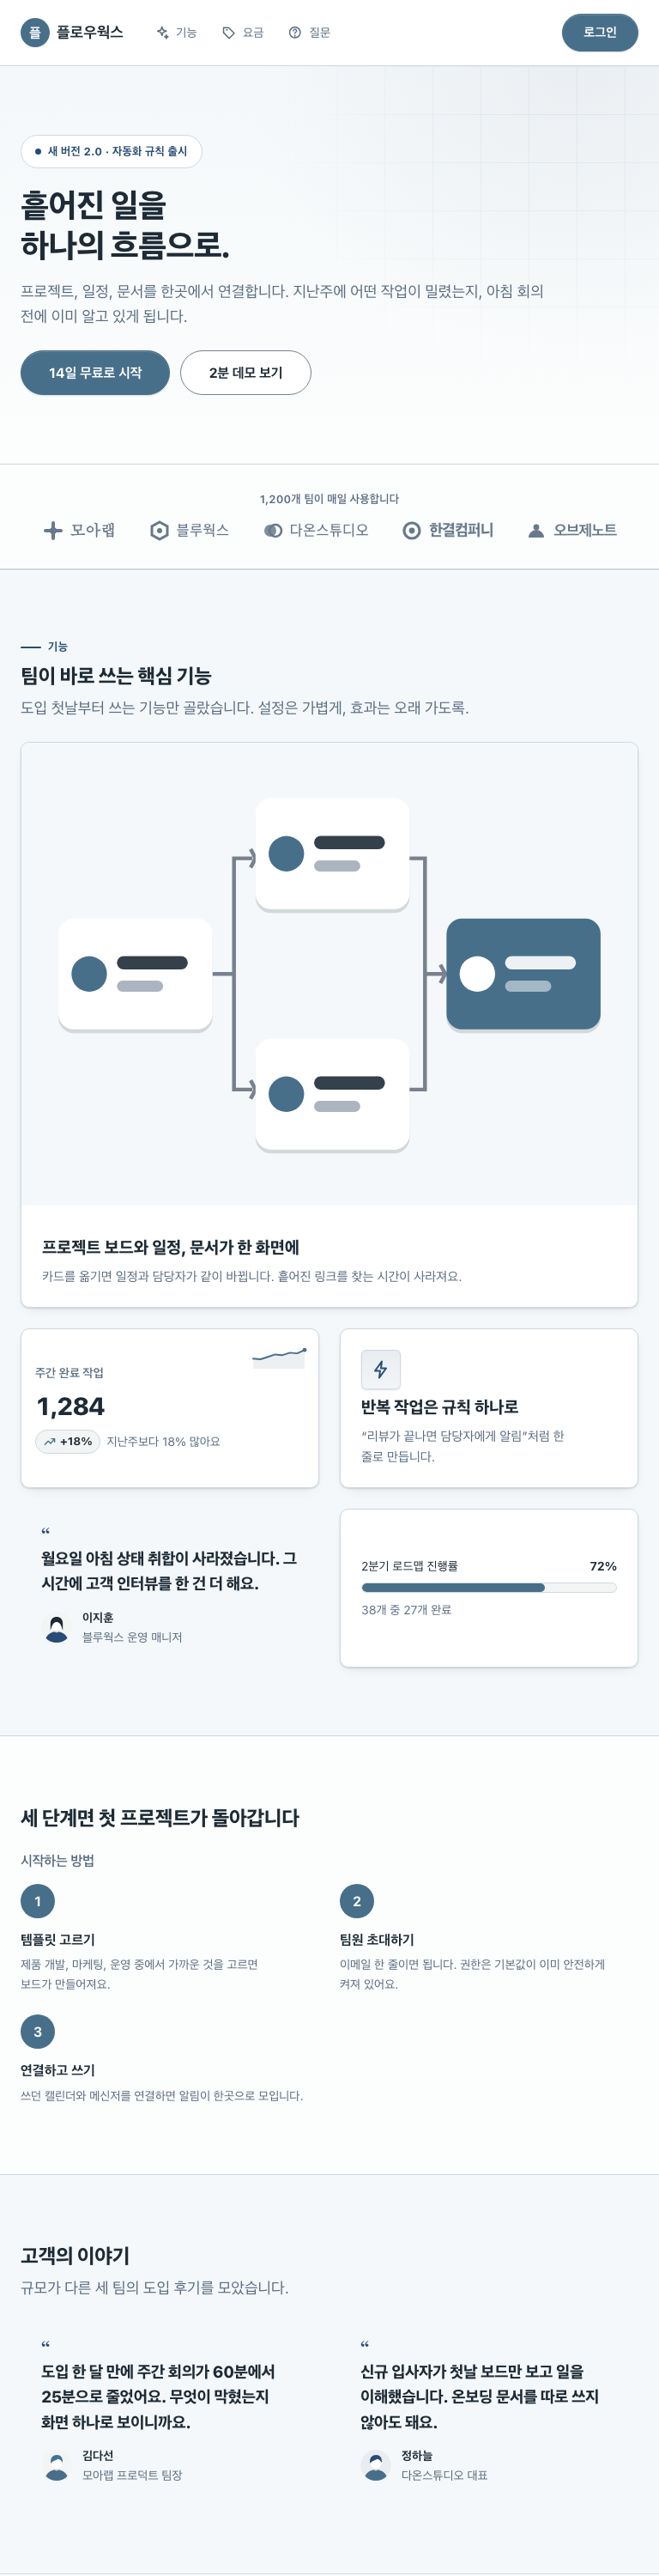 플 플로우웍스 기능 요금 질문 로그인
새 버전 2.0 · 자동화 규칙 출시
흩어진 일을
하나의 흐름으로.
프로젝트, 일정, 문서를 한곳에서 연결합니다. 지난주에 어떤 작업이 밀렸는지, 아침 회의
전에 이미 알고 있게 됩니다.
14일 무료로 시작 2분 데모 보기
1,200개 팀이 매일 사용합니다
모아랩 블루웍스 다온스튜디오 한결컴퍼니 오브제노트
기능
팀이 바로 쓰는 핵심 기능
도입 첫날부터 쓰는 기능만 골랐습니다. 설정은 가볍게, 효과는 오래 가도록.
프로젝트 보드와 일정, 문서가 한 화면에
카드를 옮기면 일정과 담당자가 같이 바뀝니다. 흩어진 링크를 찾는 시간이 사라져요.
주간 완료 작업
1,284
+18% 지난주보다 18% 많아요
반복 작업은 규칙 하나로
“리뷰가 끝나면 담당자에게 알림”처럼 한
줄로 만듭니다.
“
월요일 아침 상태 취합이 사라졌습니다. 그
시간에 고객 인터뷰를 한 건 더 해요.
이지훈
블루웍스 운영 매니저
2분기 로드맵 진행률 72%
38개 중 27개 완료
세 단계면 첫 프로젝트가 돌아갑니다
시작하는 방법
1
템플릿 고르기
제품 개발, 마케팅, 운영 중에서 가까운 것을 고르면
보드가 만들어져요.
2
팀원 초대하기
이메일 한 줄이면 됩니다. 권한은 기본값이 이미 안전하게
켜져 있어요.
3
연결하고 쓰기
쓰던 캘린더와 메신저를 연결하면 알림이 한곳으로 모입니다.
고객의 이야기
규모가 다른 세 팀의 도입 후기를 모았습니다.
“
도입 한 달 만에 주간 회의가 60분에서
25분으로 줄었어요. 무엇이 막혔는지
화면 하나로 보이니까요.
김다선
모아랩 프로덕트 팀장
“
신규 입사자가 첫날 보드만 보고 일을
이해했습니다. 온보딩 문서를 따로 쓰지
않아도 돼요.
정하늘
다온스튜디오 대표